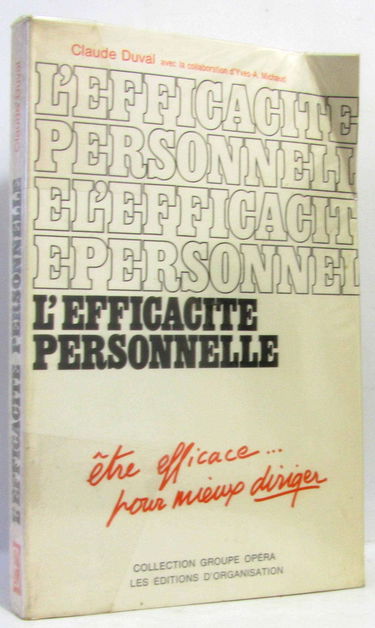 Claude Duval avec la collaboration d'Yves-A. Michaud
L'EFFICACITE
PERSONNELL
E L'EFFICACIT
EPERSONNEL
L'EFFICACITE
PERSONNELLE
être efficace...
pour mieux diriger
COLLECTION GROUPE OPÉRA
LES ÉDITIONS D'ORGANISATION
L'EFFICACITE PERSONNELLE